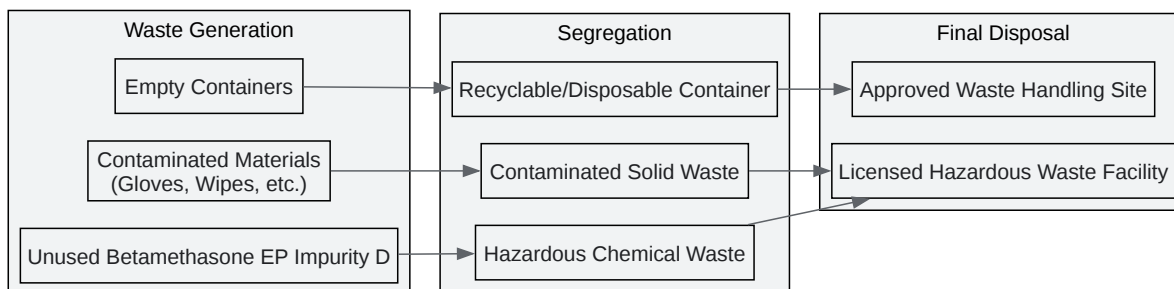 Waste Generation
Empty Containers
Contaminated Materials
(Gloves, Wipes, etc.)
Unused Betamethasone EP Impurity D
Segregation
Recyclable/Disposable Container
Contaminated Solid Waste
Hazardous Chemical Waste
Final Disposal
Approved Waste Handling Site
Licensed Hazardous Waste Facility